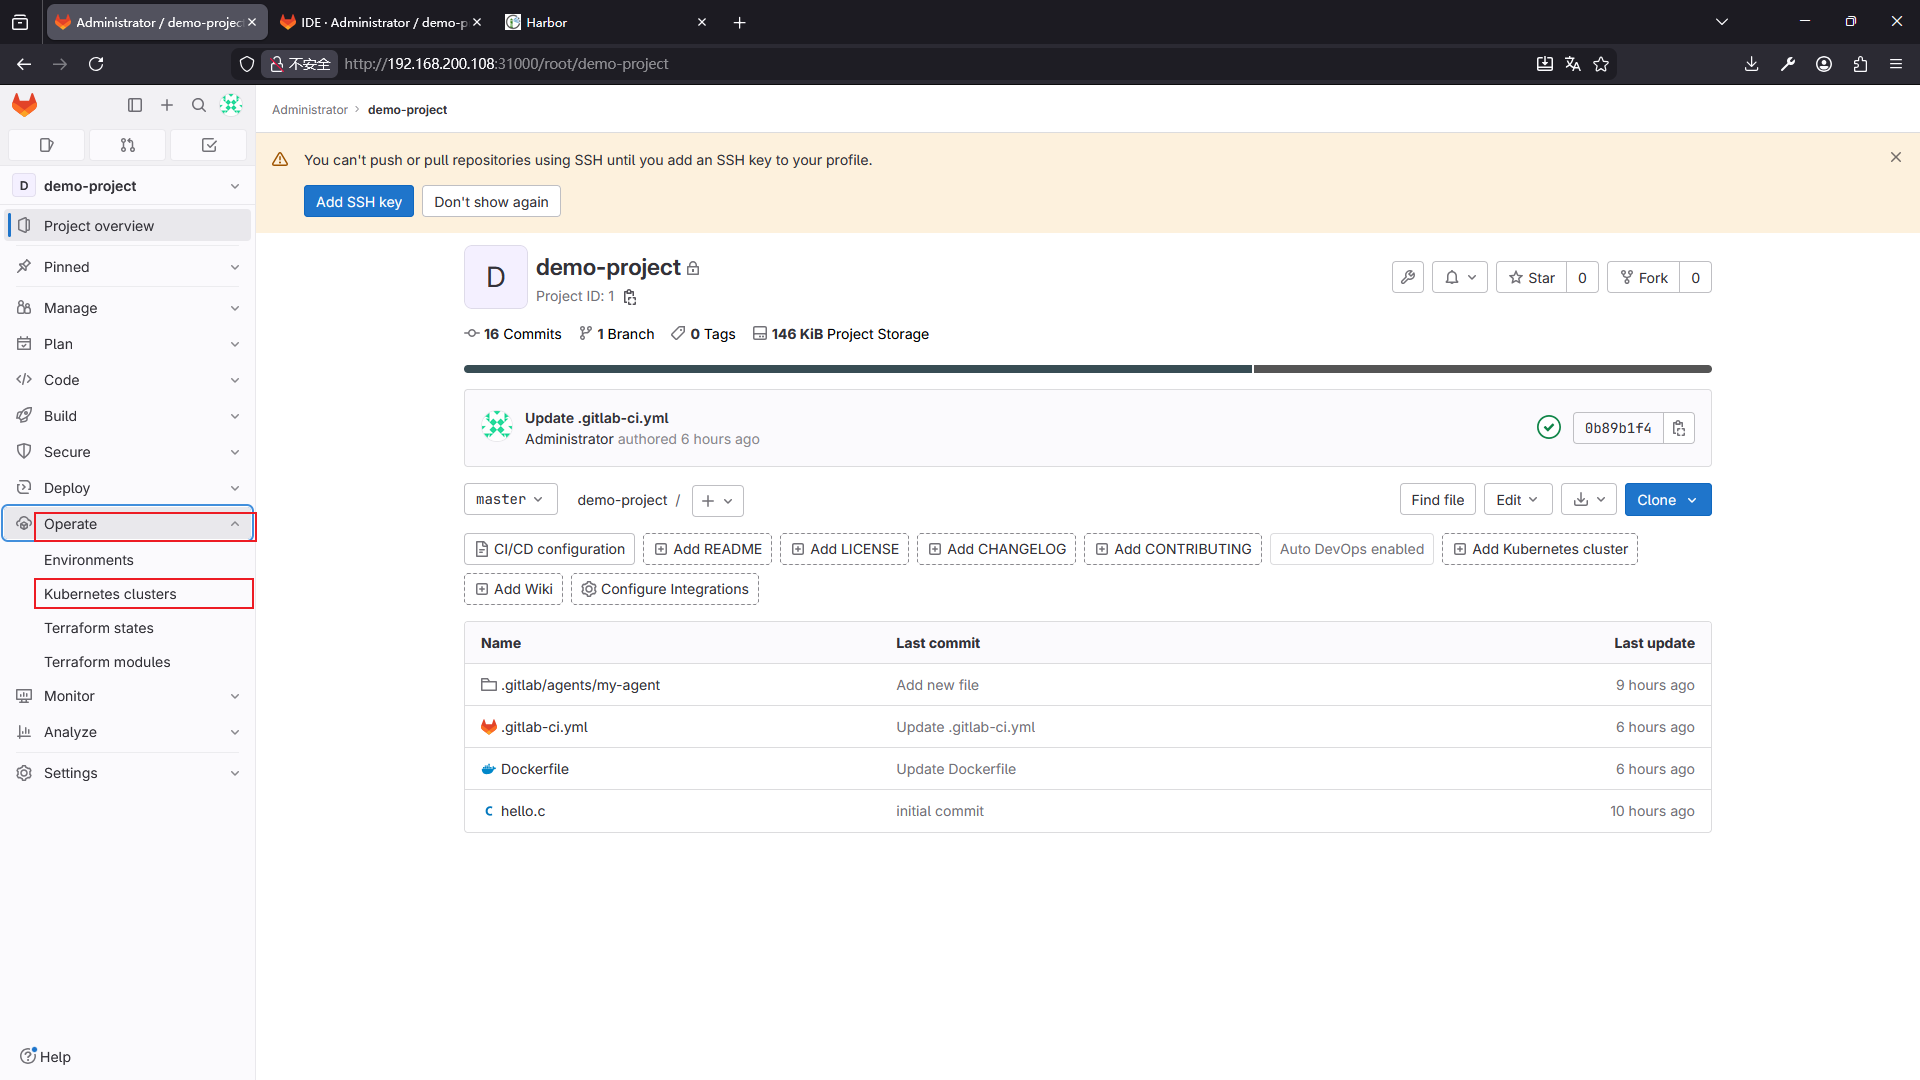 Administrator / demo-projec
IDE · Administrator / demo-p
Harbor
不安全
http://192.168.200.108:31000/root/demo-project
Administrator › demo-project
You can't push or pull repositories using SSH until you add an SSH key to your profile.
Add SSH key
Don't show again
D demo-project
Project overview
Pinned
Manage
Plan
Code
Build
Secure
Deploy
Operate
Environments
Kubernetes clusters
Terraform states
Terraform modules
Monitor
Analyze
Settings
Help
D
demo-project
Project ID: 1
Star 0
Fork 0
16 Commits
1 Branch
0 Tags
146 KiB Project Storage
Update .gitlab-ci.yml
Administrator authored 6 hours ago
0b89b1f4
master
demo-project /
Find file
Edit
Clone
CI/CD configuration
Add README
Add LICENSE
Add CHANGELOG
Add CONTRIBUTING
Auto DevOps enabled
Add Kubernetes cluster
Add Wiki
Configure Integrations
Name Last commit Last update
.gitlab/agents/my-agent Add new file 9 hours ago
.gitlab-ci.yml Update .gitlab-ci.yml 6 hours ago
Dockerfile Update Dockerfile 6 hours ago
C hello.c initial commit 10 hours ago